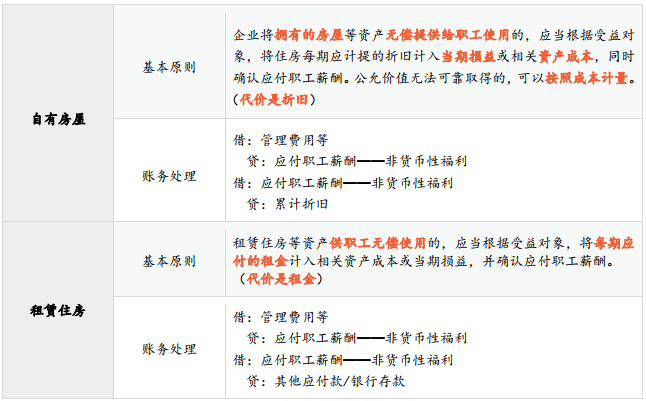 自有房屋
基本原则
企业将拥有的房屋等资产无偿提供给职工使用的，应当根据受益对
象，将住房每期应计提的折旧计入当期损益或相关资产成本，同时
确认应付职工薪酬。公允价值无法可靠取得的，可以按照成本计量。
（代价是折旧）
账务处理
借：管理费用等
贷：应付职工薪酬——非货币性福利
借：应付职工薪酬——非货币性福利
贷：累计折旧
租赁住房
基本原则
租赁住房等资产供职工无偿使用的，应当根据受益对象，将每期应
付的租金计入相关资产成本或当期损益，并确认应付职工薪酬。
（代价是租金）
账务处理
借：管理费用等
贷：应付职工薪酬——非货币性福利
借：应付职工薪酬——非货币性福利
贷：其他应付款/银行存款